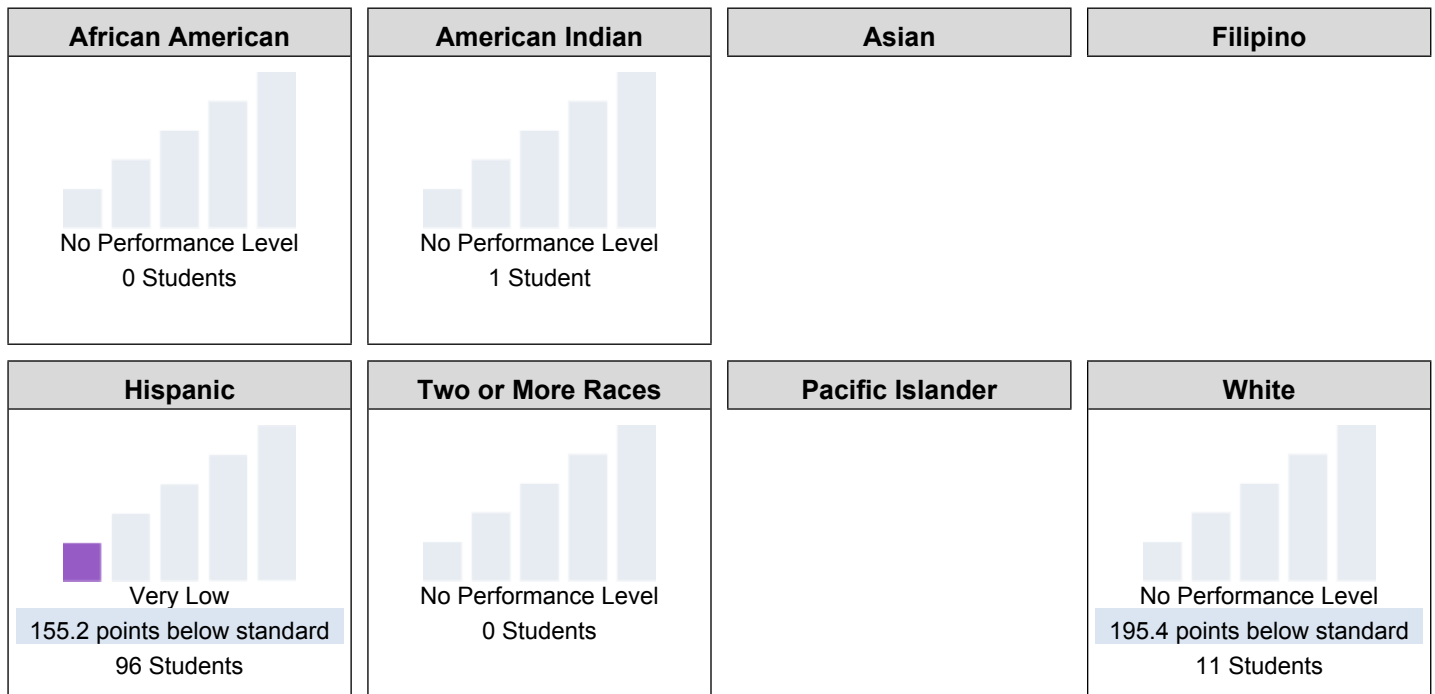 African American
No Performance Level
0 Students
American Indian
No Performance Level
1 Student
Asian
Filipino
Hispanic
Very Low
155.2 points below standard
96 Students
Two or More Races
No Performance Level
0 Students
Pacific Islander
White
No Performance Level
195.4 points below standard
11 Students